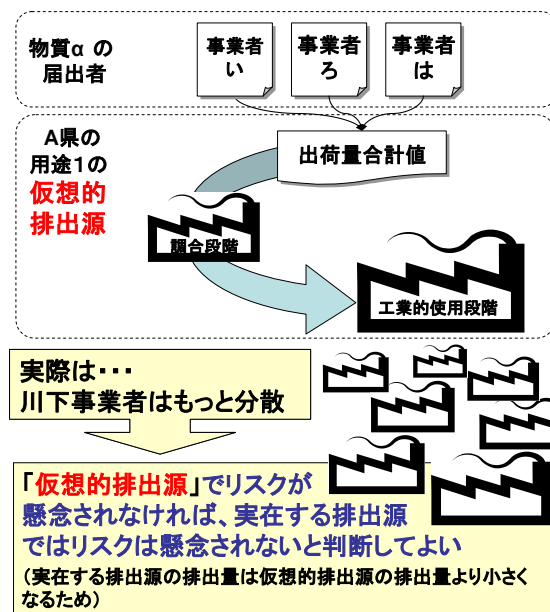 物質α の
届出者
事業者
い
事業者
ろ
事業者
は
A県の
用途1の
仮想的
排出源
出荷量合計値
調合段階
工業的使用段階
実際は・・・
川下事業者はもっと分散
「仮想的排出源」でリスクが
懸念されなければ、実在する排出源
ではリスクは懸念されないと判断してよい
（実在する排出源の排出量は仮想的排出源の排出量より小さく
なるため）